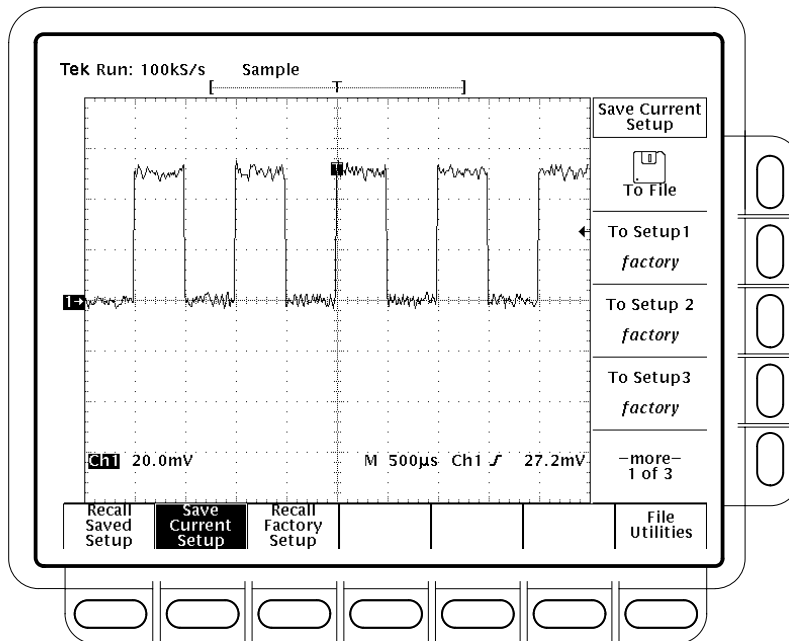 Tek Run: 100kS/s Sample
[ T ]
T
1→
Ch1 20.0mV M 500µs Ch1 ƒ 27.2mV
Save Current
Setup
To File
To Setup1
factory
To Setup 2
factory
To Setup3
factory
–more–
1 of 3
Recall
Saved
Setup
Save
Current
Setup
Recall
Factory
Setup
File
Utilities